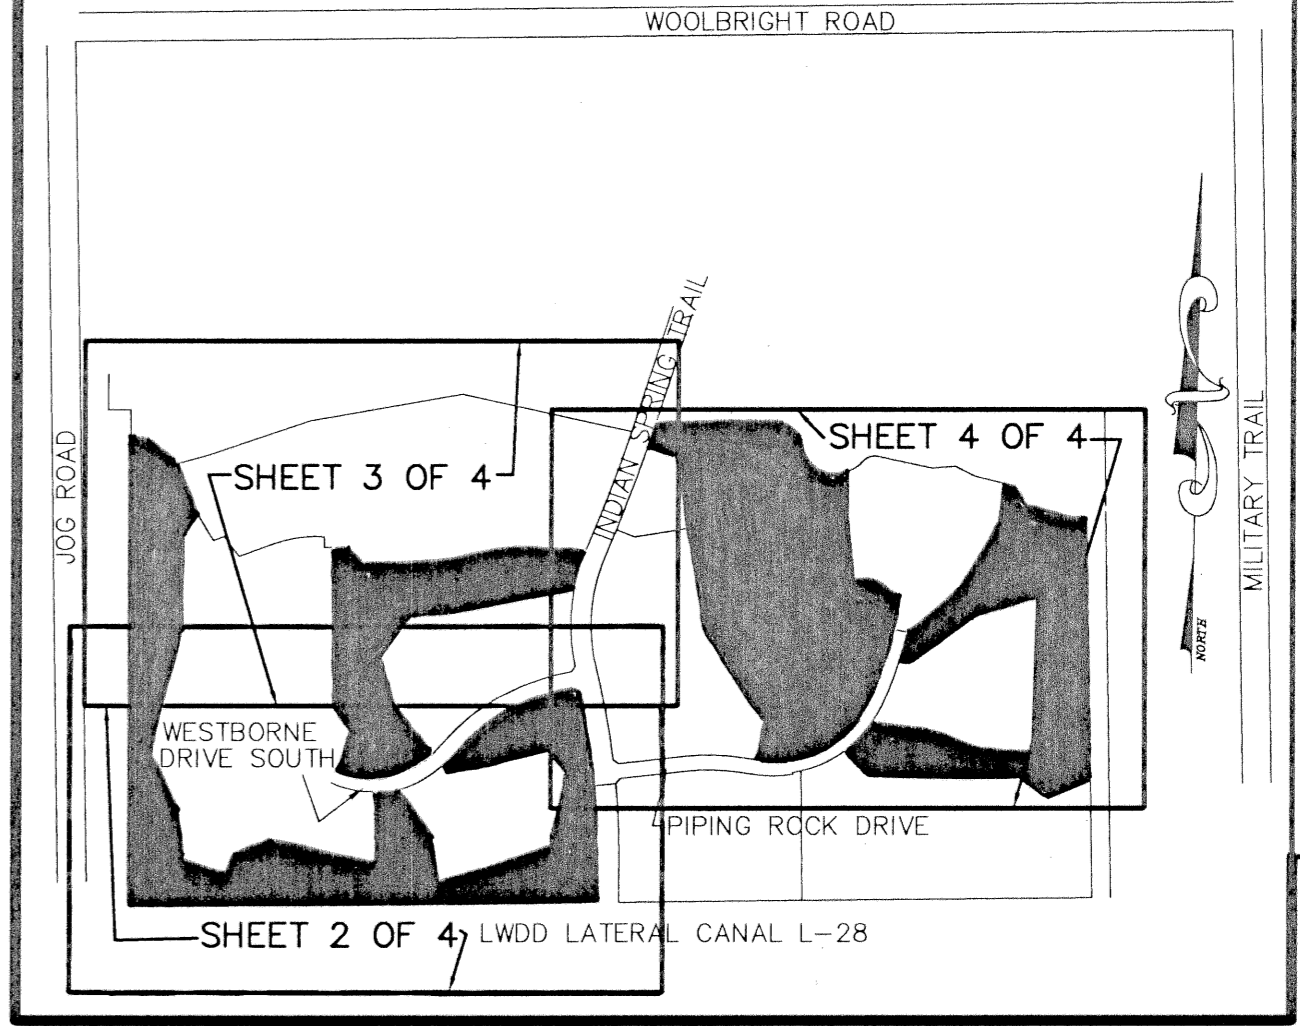 WOOLBRIGHT ROAD
INDIAN SPRING TRAIL
SHEET 4 OF 4
SHEET 3 OF 4
JOG ROAD
MILITARY TRAIL
NORTH
WESTBORNE
DRIVE SOUTH
PIPING ROCK DRIVE
SHEET 2 OF 4
LWDD LATERAL CANAL L-28